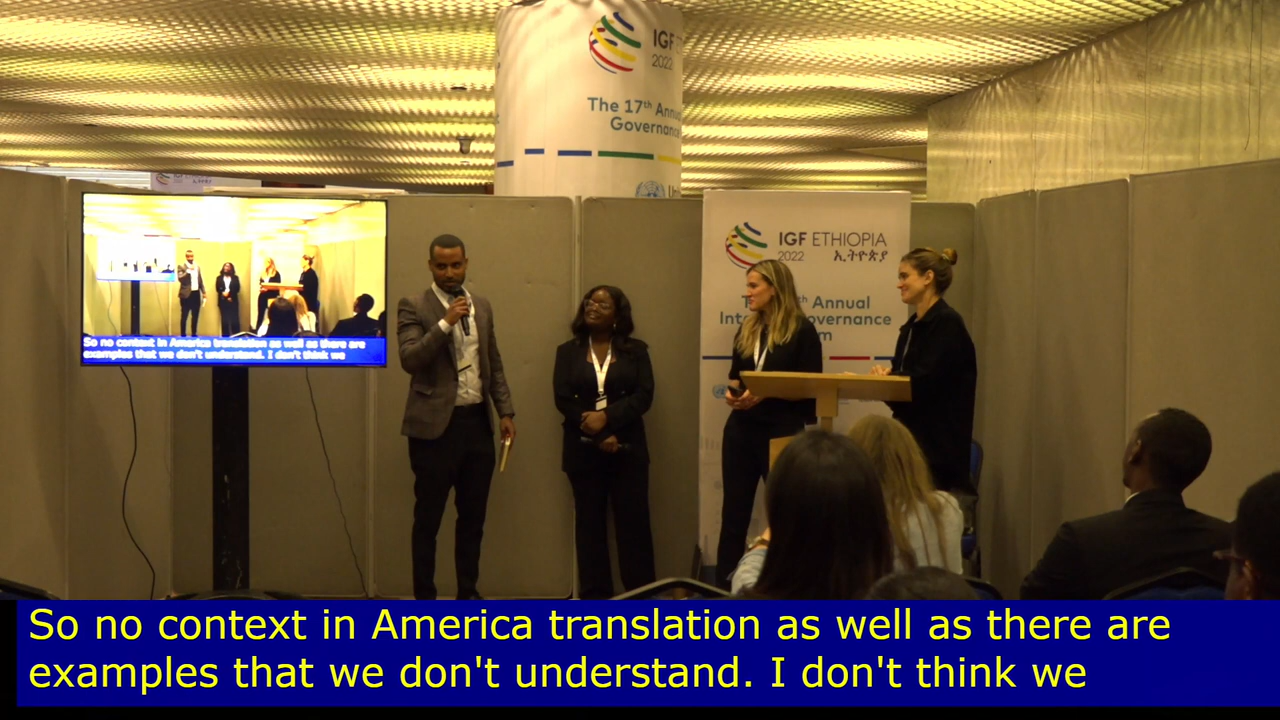 IGF
2022
The 17th Annu
Governance
IGF ETHIOPIA
2022 ኢትዮጵያ
Annual
Governance
So no context in America translation as well as there are
examples that we don't understand. I don't think we
So no context in America translation as well as there are
examples that we don't understand. I don't think we